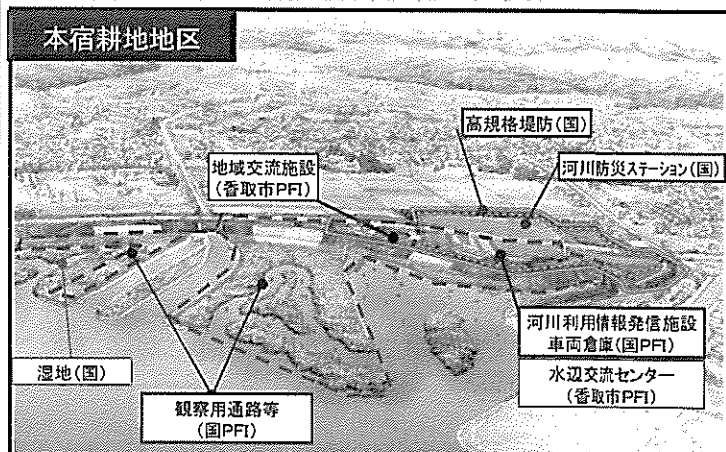 本宿耕地地区
高規格堤防(国)
地域交流施設
(香取市PFI)
河川防災ステーション(国)
河川利用情報発信施設
車両倉庫(国PFI)
湿地(国)
水辺交流センター
(香取市PFI)
観察用通路等
(国PFI)